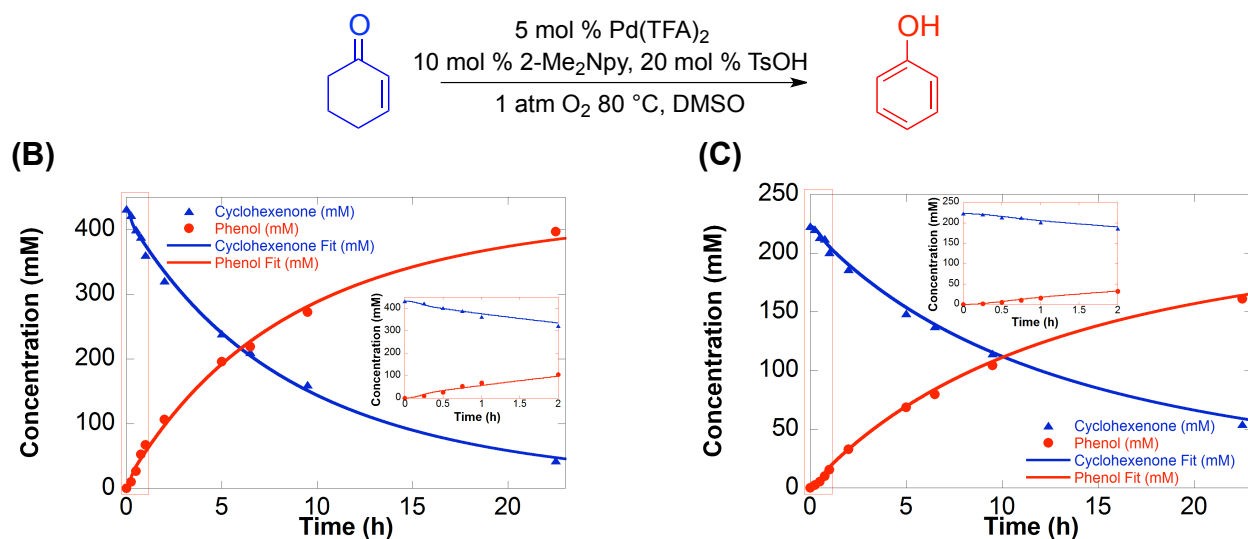 O
OH
5 mol % Pd(TFA)2
10 mol % 2-Me2Npy, 20 mol % TsOH
1 atm O2 80 °C, DMSO
(B)
Concentration (mM)
400
300
200
100
0
0
5
10
15
20
Time (h)
Cyclohexenone (mM)
Phenol (mM)
Cyclohexenone Fit (mM)
Phenol Fit (mM)
Concentration (mM)
400
300
200
100
0
0
0.5
1
1.5
2
Time (h)
(C)
Concentration (mM)
250
200
150
100
50
0
0
5
10
15
20
Time (h)
Concentration (mM)
250
200
150
100
50
0
0
0.5
1
1.5
2
Time (h)
Cyclohexenone (mM)
Phenol (mM)
Cyclohexenone Fit (mM)
Phenol Fit (mM)